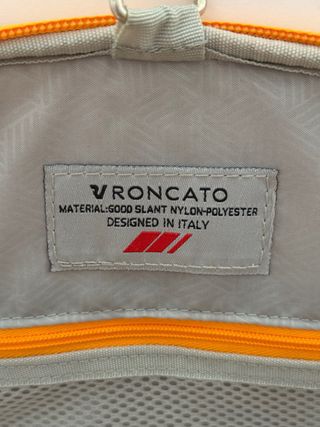 RONCATO
MATERIAL:GOOD SLANT NYLON-POLYESTER
DESIGNED IN ITALY